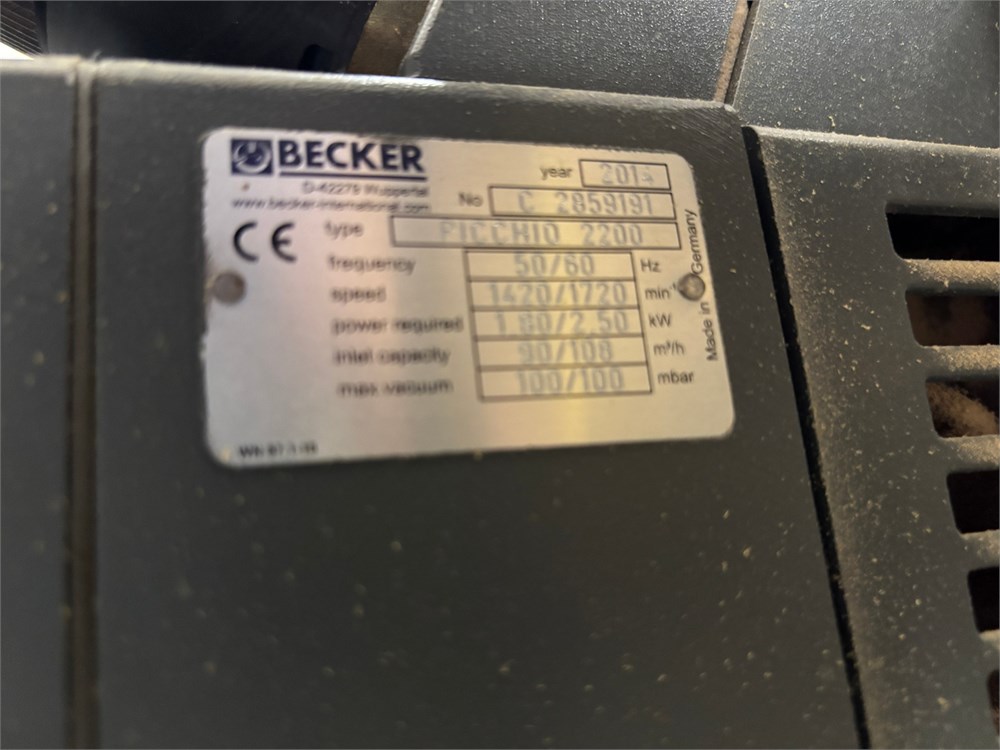 BECKER
D-42279 Wuppertal
www.becker-international.com
year
No C 2859191
CE
type PICCHIO 2200
frequency 50/60 Hz
speed 1420/1720 min⁻¹
power required 1.80/2.50 kW
inlet capacity 90/108 m³/h
max vacuum 100/100 mbar
Made in Germany